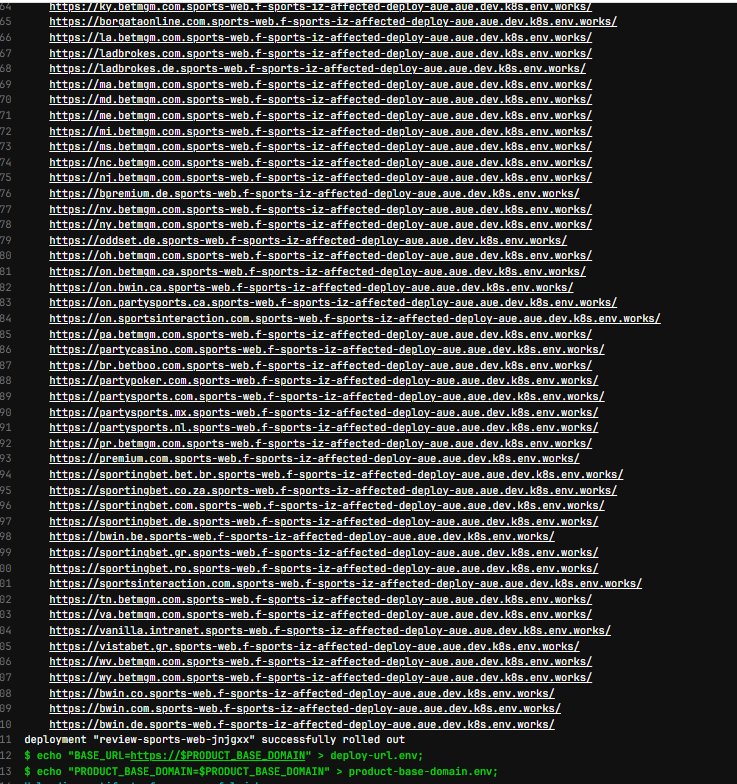 64 https://ky.betmgm.com.sports-web.f-sports-iz-affected-deploy-aue.aue.dev.k8s.env.works/
65 https://borgataonline.com.sports-web.f-sports-iz-affected-deploy-aue.aue.dev.k8s.env.works/
66 https://la.betmgm.com.sports-web.f-sports-iz-affected-deploy-aue.aue.dev.k8s.env.works/
67 https://ladbrokes.com.sports-web.f-sports-iz-affected-deploy-aue.aue.dev.k8s.env.works/
68 https://ladbrokes.de.sports-web.f-sports-iz-affected-deploy-aue.aue.dev.k8s.env.works/
69 https://ma.betmgm.com.sports-web.f-sports-iz-affected-deploy-aue.aue.dev.k8s.env.works/
70 https://md.betmgm.com.sports-web.f-sports-iz-affected-deploy-aue.aue.dev.k8s.env.works/
71 https://me.betmgm.com.sports-web.f-sports-iz-affected-deploy-aue.aue.dev.k8s.env.works/
72 https://mi.betmgm.com.sports-web.f-sports-iz-affected-deploy-aue.aue.dev.k8s.env.works/
73 https://ms.betmgm.com.sports-web.f-sports-iz-affected-deploy-aue.aue.dev.k8s.env.works/
74 https://nc.betmgm.com.sports-web.f-sports-iz-affected-deploy-aue.aue.dev.k8s.env.works/
75 https://nj.betmgm.com.sports-web.f-sports-iz-affected-deploy-aue.aue.dev.k8s.env.works/
76 https://bpremium.de.sports-web.f-sports-iz-affected-deploy-aue.aue.dev.k8s.env.works/
77 https://nv.betmgm.com.sports-web.f-sports-iz-affected-deploy-aue.aue.dev.k8s.env.works/
78 https://ny.betmgm.com.sports-web.f-sports-iz-affected-deploy-aue.aue.dev.k8s.env.works/
79 https://oddset.de.sports-web.f-sports-iz-affected-deploy-aue.aue.dev.k8s.env.works/
80 https://oh.betmgm.com.sports-web.f-sports-iz-affected-deploy-aue.aue.dev.k8s.env.works/
81 https://on.betmgm.ca.sports-web.f-sports-iz-affected-deploy-aue.aue.dev.k8s.env.works/
82 https://on.bwin.ca.sports-web.f-sports-iz-affected-deploy-aue.aue.dev.k8s.env.works/
83 https://on.partysports.ca.sports-web.f-sports-iz-affected-deploy-aue.aue.dev.k8s.env.works/
84 https://on.sportsinteraction.com.sports-web.f-sports-iz-affected-deploy-aue.aue.dev.k8s.env.works/
85 https://pa.betmgm.com.sports-web.f-sports-iz-affected-deploy-aue.aue.dev.k8s.env.works/
86 https://partycasino.com.sports-web.f-sports-iz-affected-deploy-aue.aue.dev.k8s.env.works/
87 https://br.betboo.com.sports-web.f-sports-iz-affected-deploy-aue.aue.dev.k8s.env.works/
88 https://partypoker.com.sports-web.f-sports-iz-affected-deploy-aue.aue.dev.k8s.env.works/
89 https://partysports.com.sports-web.f-sports-iz-affected-deploy-aue.aue.dev.k8s.env.works/
90 https://partysports.mx.sports-web.f-sports-iz-affected-deploy-aue.aue.dev.k8s.env.works/
91 https://partysports.nl.sports-web.f-sports-iz-affected-deploy-aue.aue.dev.k8s.env.works/
92 https://pr.betmgm.com.sports-web.f-sports-iz-affected-deploy-aue.aue.dev.k8s.env.works/
93 https://premium.com.sports-web.f-sports-iz-affected-deploy-aue.aue.dev.k8s.env.works/
94 https://sportingbet.bet.br.sports-web.f-sports-iz-affected-deploy-aue.aue.dev.k8s.env.works/
95 https://sportingbet.co.za.sports-web.f-sports-iz-affected-deploy-aue.aue.dev.k8s.env.works/
96 https://sportingbet.com.sports-web.f-sports-iz-affected-deploy-aue.aue.dev.k8s.env.works/
97 https://sportingbet.de.sports-web.f-sports-iz-affected-deploy-aue.aue.dev.k8s.env.works/
98 https://bwin.be.sports-web.f-sports-iz-affected-deploy-aue.aue.dev.k8s.env.works/
99 https://sportingbet.gr.sports-web.f-sports-iz-affected-deploy-aue.aue.dev.k8s.env.works/
00 https://sportingbet.ro.sports-web.f-sports-iz-affected-deploy-aue.aue.dev.k8s.env.works/
01 https://sportsinteraction.com.sports-web.f-sports-iz-affected-deploy-aue.aue.dev.k8s.env.works/
02 https://tn.betmgm.com.sports-web.f-sports-iz-affected-deploy-aue.aue.dev.k8s.env.works/
03 https://va.betmgm.com.sports-web.f-sports-iz-affected-deploy-aue.aue.dev.k8s.env.works/
04 https://vanilla.intranet.sports-web.f-sports-iz-affected-deploy-aue.aue.dev.k8s.env.works/
05 https://vistabet.gr.sports-web.f-sports-iz-affected-deploy-aue.aue.dev.k8s.env.works/
06 https://wv.betmgm.com.sports-web.f-sports-iz-affected-deploy-aue.aue.dev.k8s.env.works/
07 https://wy.betmgm.com.sports-web.f-sports-iz-affected-deploy-aue.aue.dev.k8s.env.works/
08 https://bwin.co.sports-web.f-sports-iz-affected-deploy-aue.aue.dev.k8s.env.works/
09 https://bwin.com.sports-web.f-sports-iz-affected-deploy-aue.aue.dev.k8s.env.works/
10 https://bwin.de.sports-web.f-sports-iz-affected-deploy-aue.aue.dev.k8s.env.works/
11 deployment "review-sports-web-jnjgxx" successfully rolled out
12 $ echo "BASE_URL=https://$PRODUCT_BASE_DOMAIN" > deploy-url.env;
13 $ echo "PRODUCT_BASE_DOMAIN=$PRODUCT_BASE_DOMAIN" > product-base-domain.env;